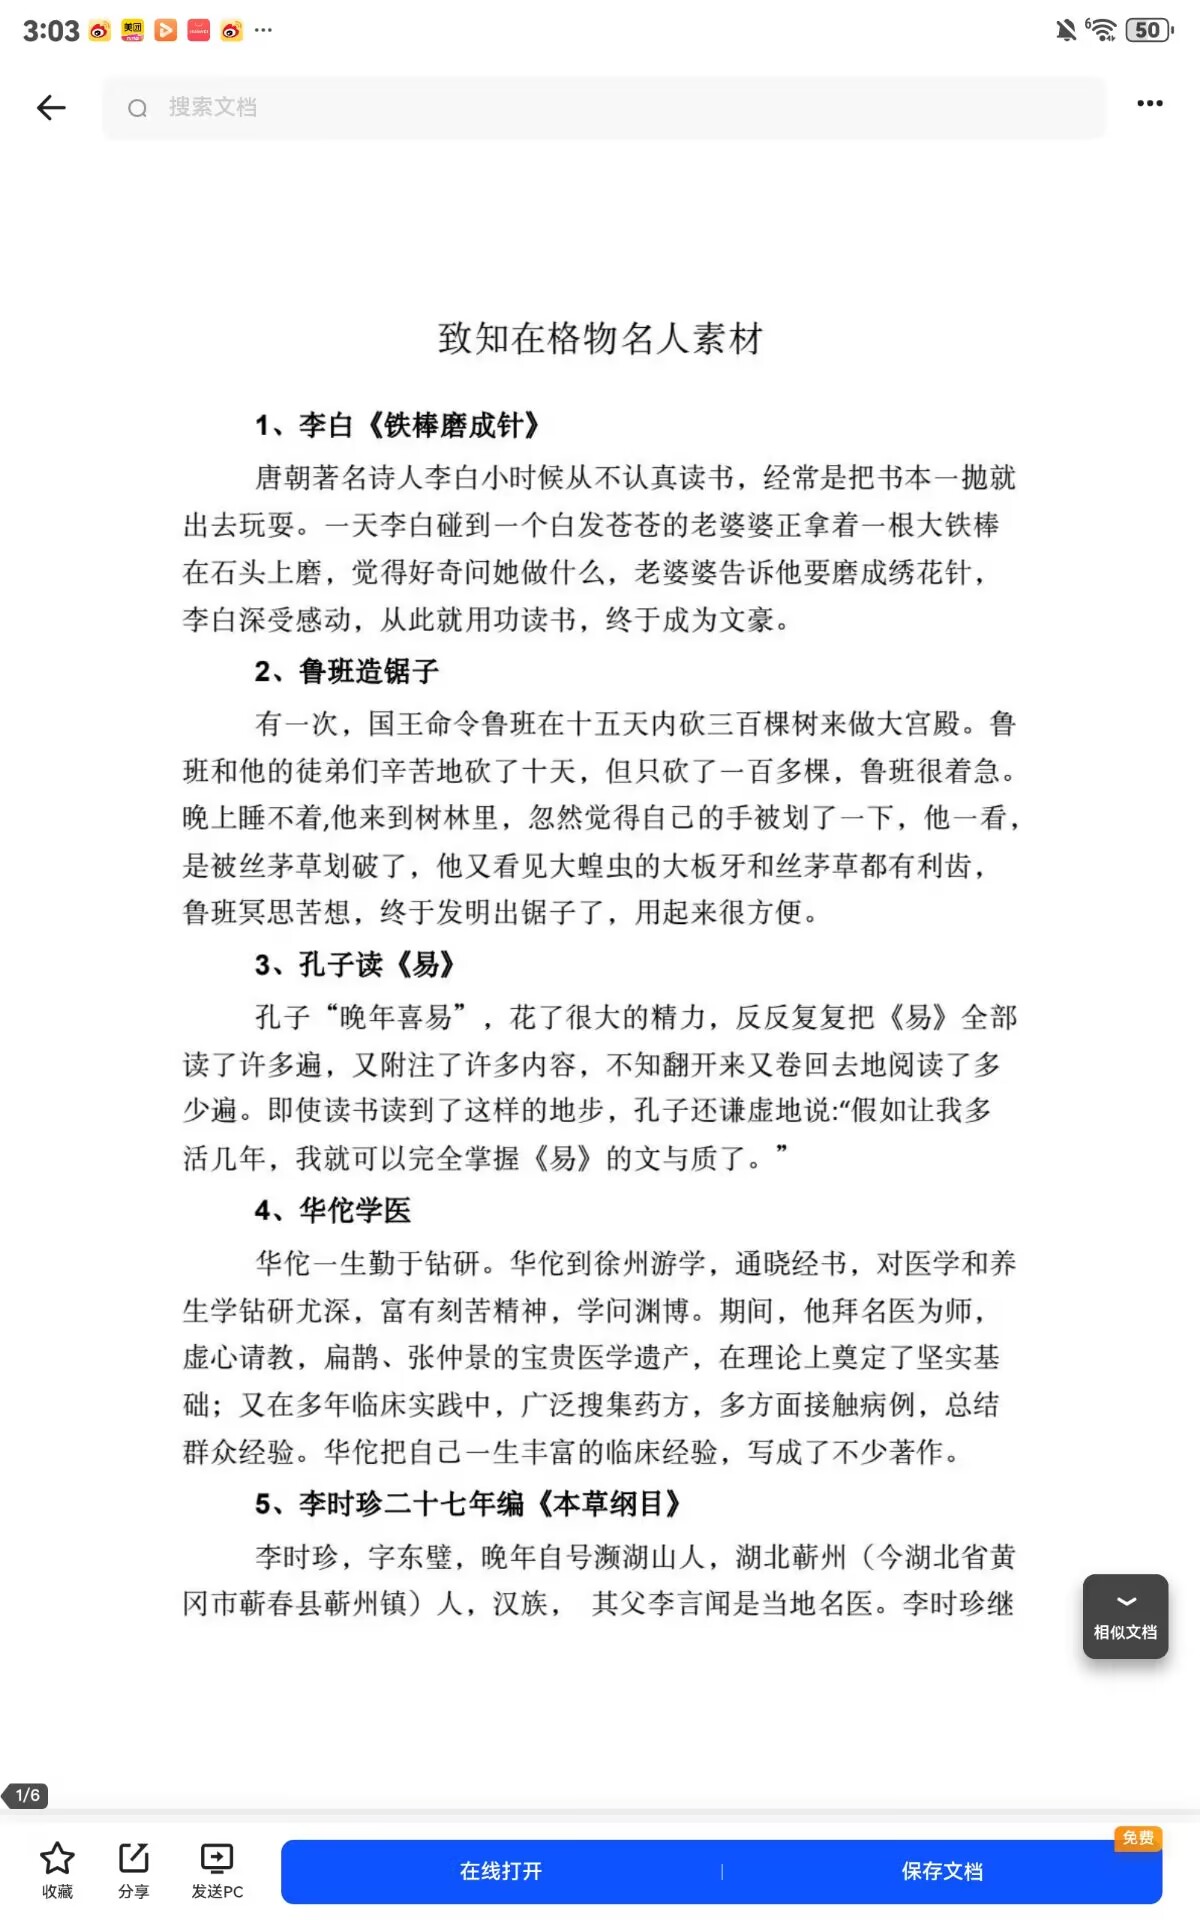 3:03
美团
6
50
搜索文档
致知在格物名人素材
1、李白《铁棒磨成针》
唐朝著名诗人李白小时候从不认真读书，经常是把书本一抛就
出去玩耍。一天李白碰到一个白发苍苍的老婆婆正拿着一根大铁棒
在石头上磨，觉得好奇问她做什么，老婆婆告诉他要磨成绣花针，
李白深受感动，从此就用功读书，终于成为文豪。
2、鲁班造锯子
有一次，国王命令鲁班在十五天内砍三百棵树来做大宫殿。鲁
班和他的徒弟们辛苦地砍了十天，但只砍了一百多棵，鲁班很着急。
晚上睡不着,他来到树林里，忽然觉得自己的手被划了一下，他一看，
是被丝茅草划破了，他又看见大蝗虫的大板牙和丝茅草都有利齿，
鲁班冥思苦想，终于发明出锯子了，用起来很方便。
3、孔子读《易》
孔子“晚年喜易”，花了很大的精力，反反复复把《易》全部
读了许多遍，又附注了许多内容，不知翻开来又卷回去地阅读了多
少遍。即使读书读到了这样的地步，孔子还谦虚地说:“假如让我多
活几年，我就可以完全掌握《易》的文与质了。”
4、华佗学医
华佗一生勤于钻研。华佗到徐州游学，通晓经书，对医学和养
生学钻研尤深，富有刻苦精神，学问渊博。期间，他拜名医为师，
虚心请教，扁鹊、张仲景的宝贵医学遗产，在理论上奠定了坚实基
础；又在多年临床实践中，广泛搜集药方，多方面接触病例，总结
群众经验。华佗把自己一生丰富的临床经验，写成了不少著作。
5、李时珍二十七年编《本草纲目》
李时珍，字东璧，晚年自号濒湖山人，湖北蕲州（今湖北省黄
冈市蕲春县蕲州镇）人，汉族， 其父李言闻是当地名医。李时珍继
相似文档
1/6
免费
收藏
分享
发送PC
在线打开
保存文档